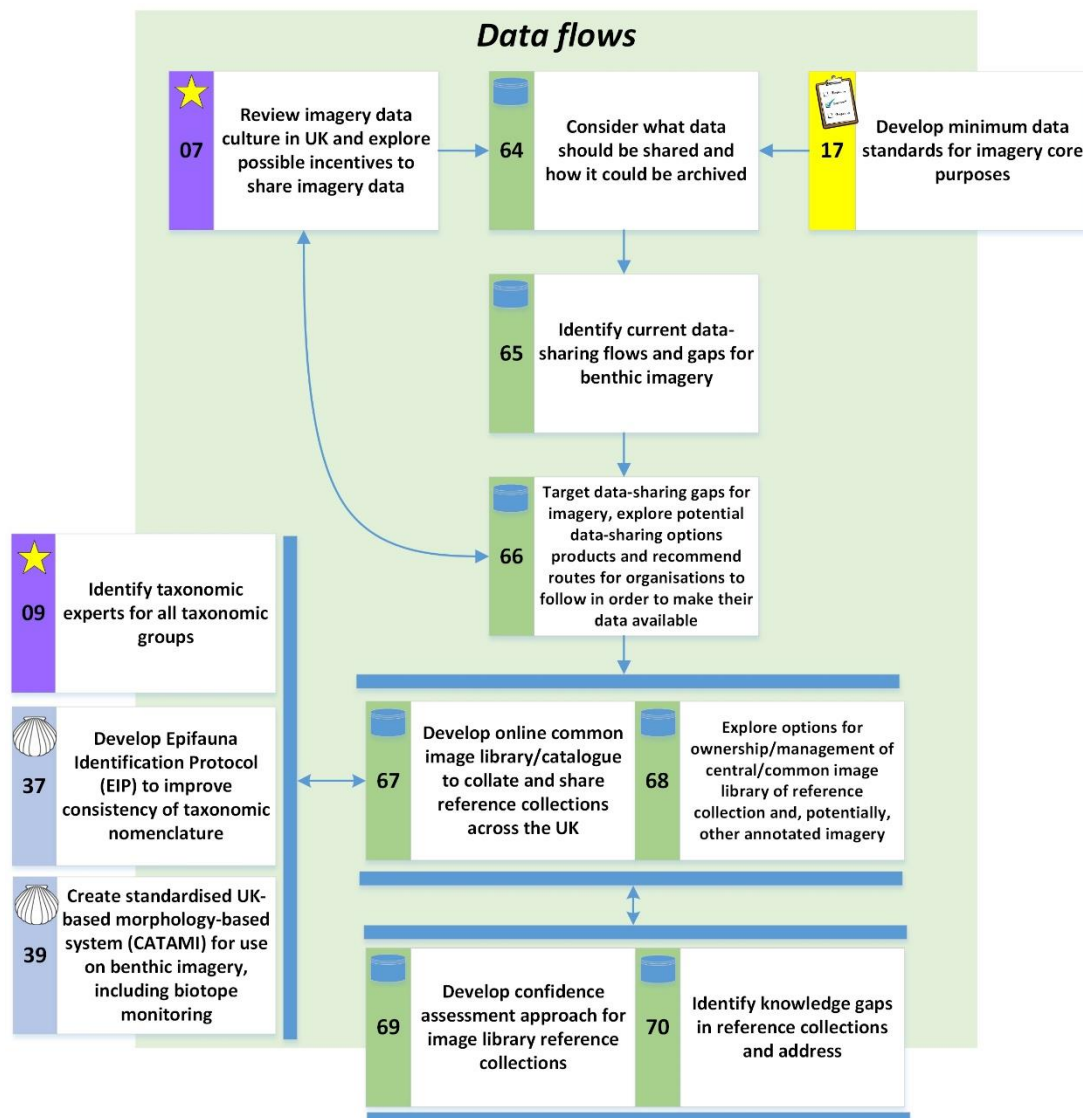 Data flows
07
Review imagery data
culture in UK and explore
possible incentives to
share imagery data
64
Consider what data
should be shared and
how it could be archived
17
Develop minimum data
standards for imagery core
purposes
65
Identify current data-
sharing flows and gaps for
benthic imagery
66
Target data-sharing gaps for
imagery, explore potential
data-sharing options
products and recommend
routes for organisations to
follow in order to make their
data available
09
Identify taxonomic
experts for all taxonomic
groups
37
Develop Epifauna
Identification Protocol
(EIP) to improve
consistency of taxonomic
nomenclature
39
Create standardised UK-
based morphology-based
system (CATAMI) for use
on benthic imagery,
including biotope
monitoring
67
Develop online common
image library/catalogue
to collate and share
reference collections
across the UK
68
Explore options for
ownership/management of
central/common image
library of reference
collection and, potentially,
other annotated imagery
69
Develop confidence
assessment approach for
image library reference
collections
70
Identify knowledge gaps
in reference collections
and address